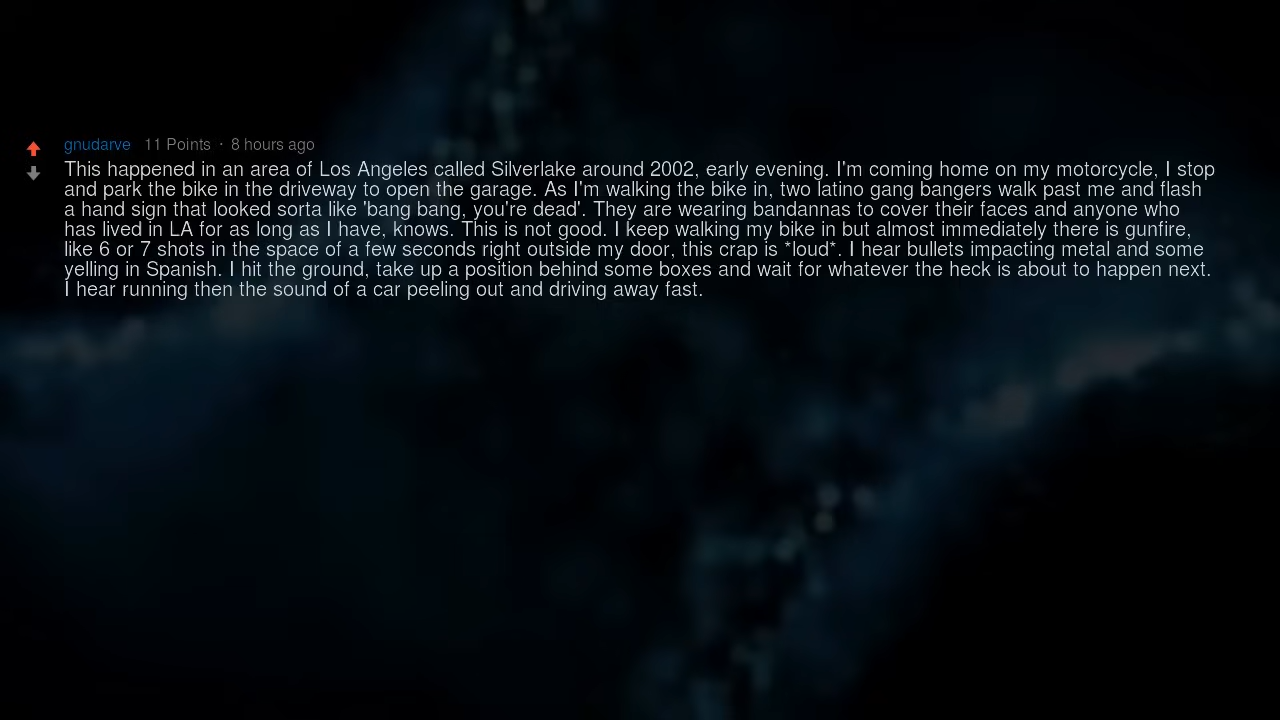 gnudarve 11 Points · 8 hours ago
This happened in an area of Los Angeles called Silverlake around 2002, early evening. I'm coming home on my motorcycle, I stop
and park the bike in the driveway to open the garage. As I'm walking the bike in, two latino gang bangers walk past me and flash
a hand sign that looked sorta like 'bang bang, you're dead'. They are wearing bandannas to cover their faces and anyone who
has lived in LA for as long as I have, knows. This is not good. I keep walking my bike in but almost immediately there is gunfire,
like 6 or 7 shots in the space of a few seconds right outside my door, this crap is *loud*. I hear bullets impacting metal and some
yelling in Spanish. I hit the ground, take up a position behind some boxes and wait for whatever the heck is about to happen next.
I hear running then the sound of a car peeling out and driving away fast.